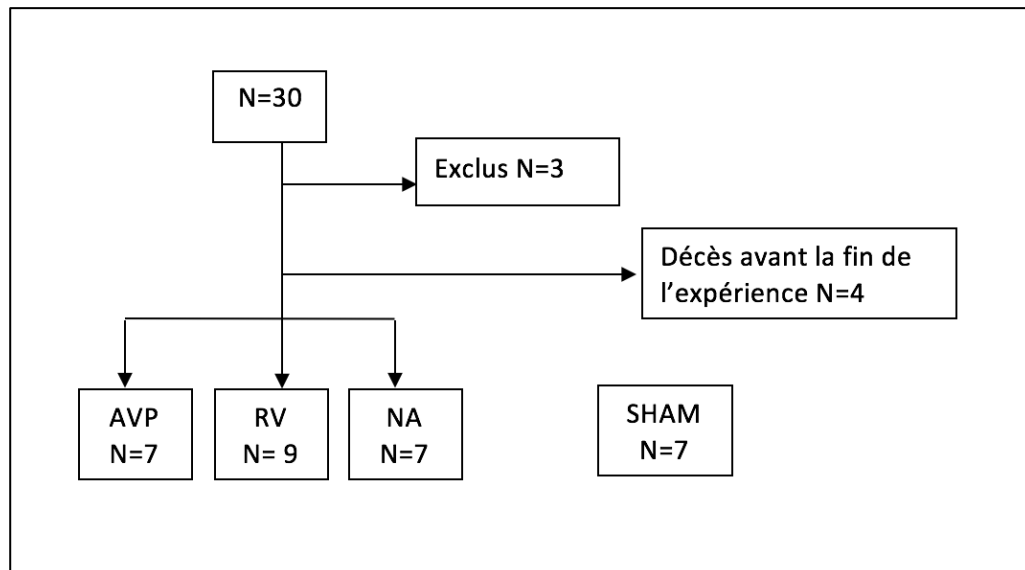 N=30
Exclus N=3
Décès avant la fin de
l'expérience N=4
AVP
N=7
RV
N= 9
NA
N=7
SHAM
N=7